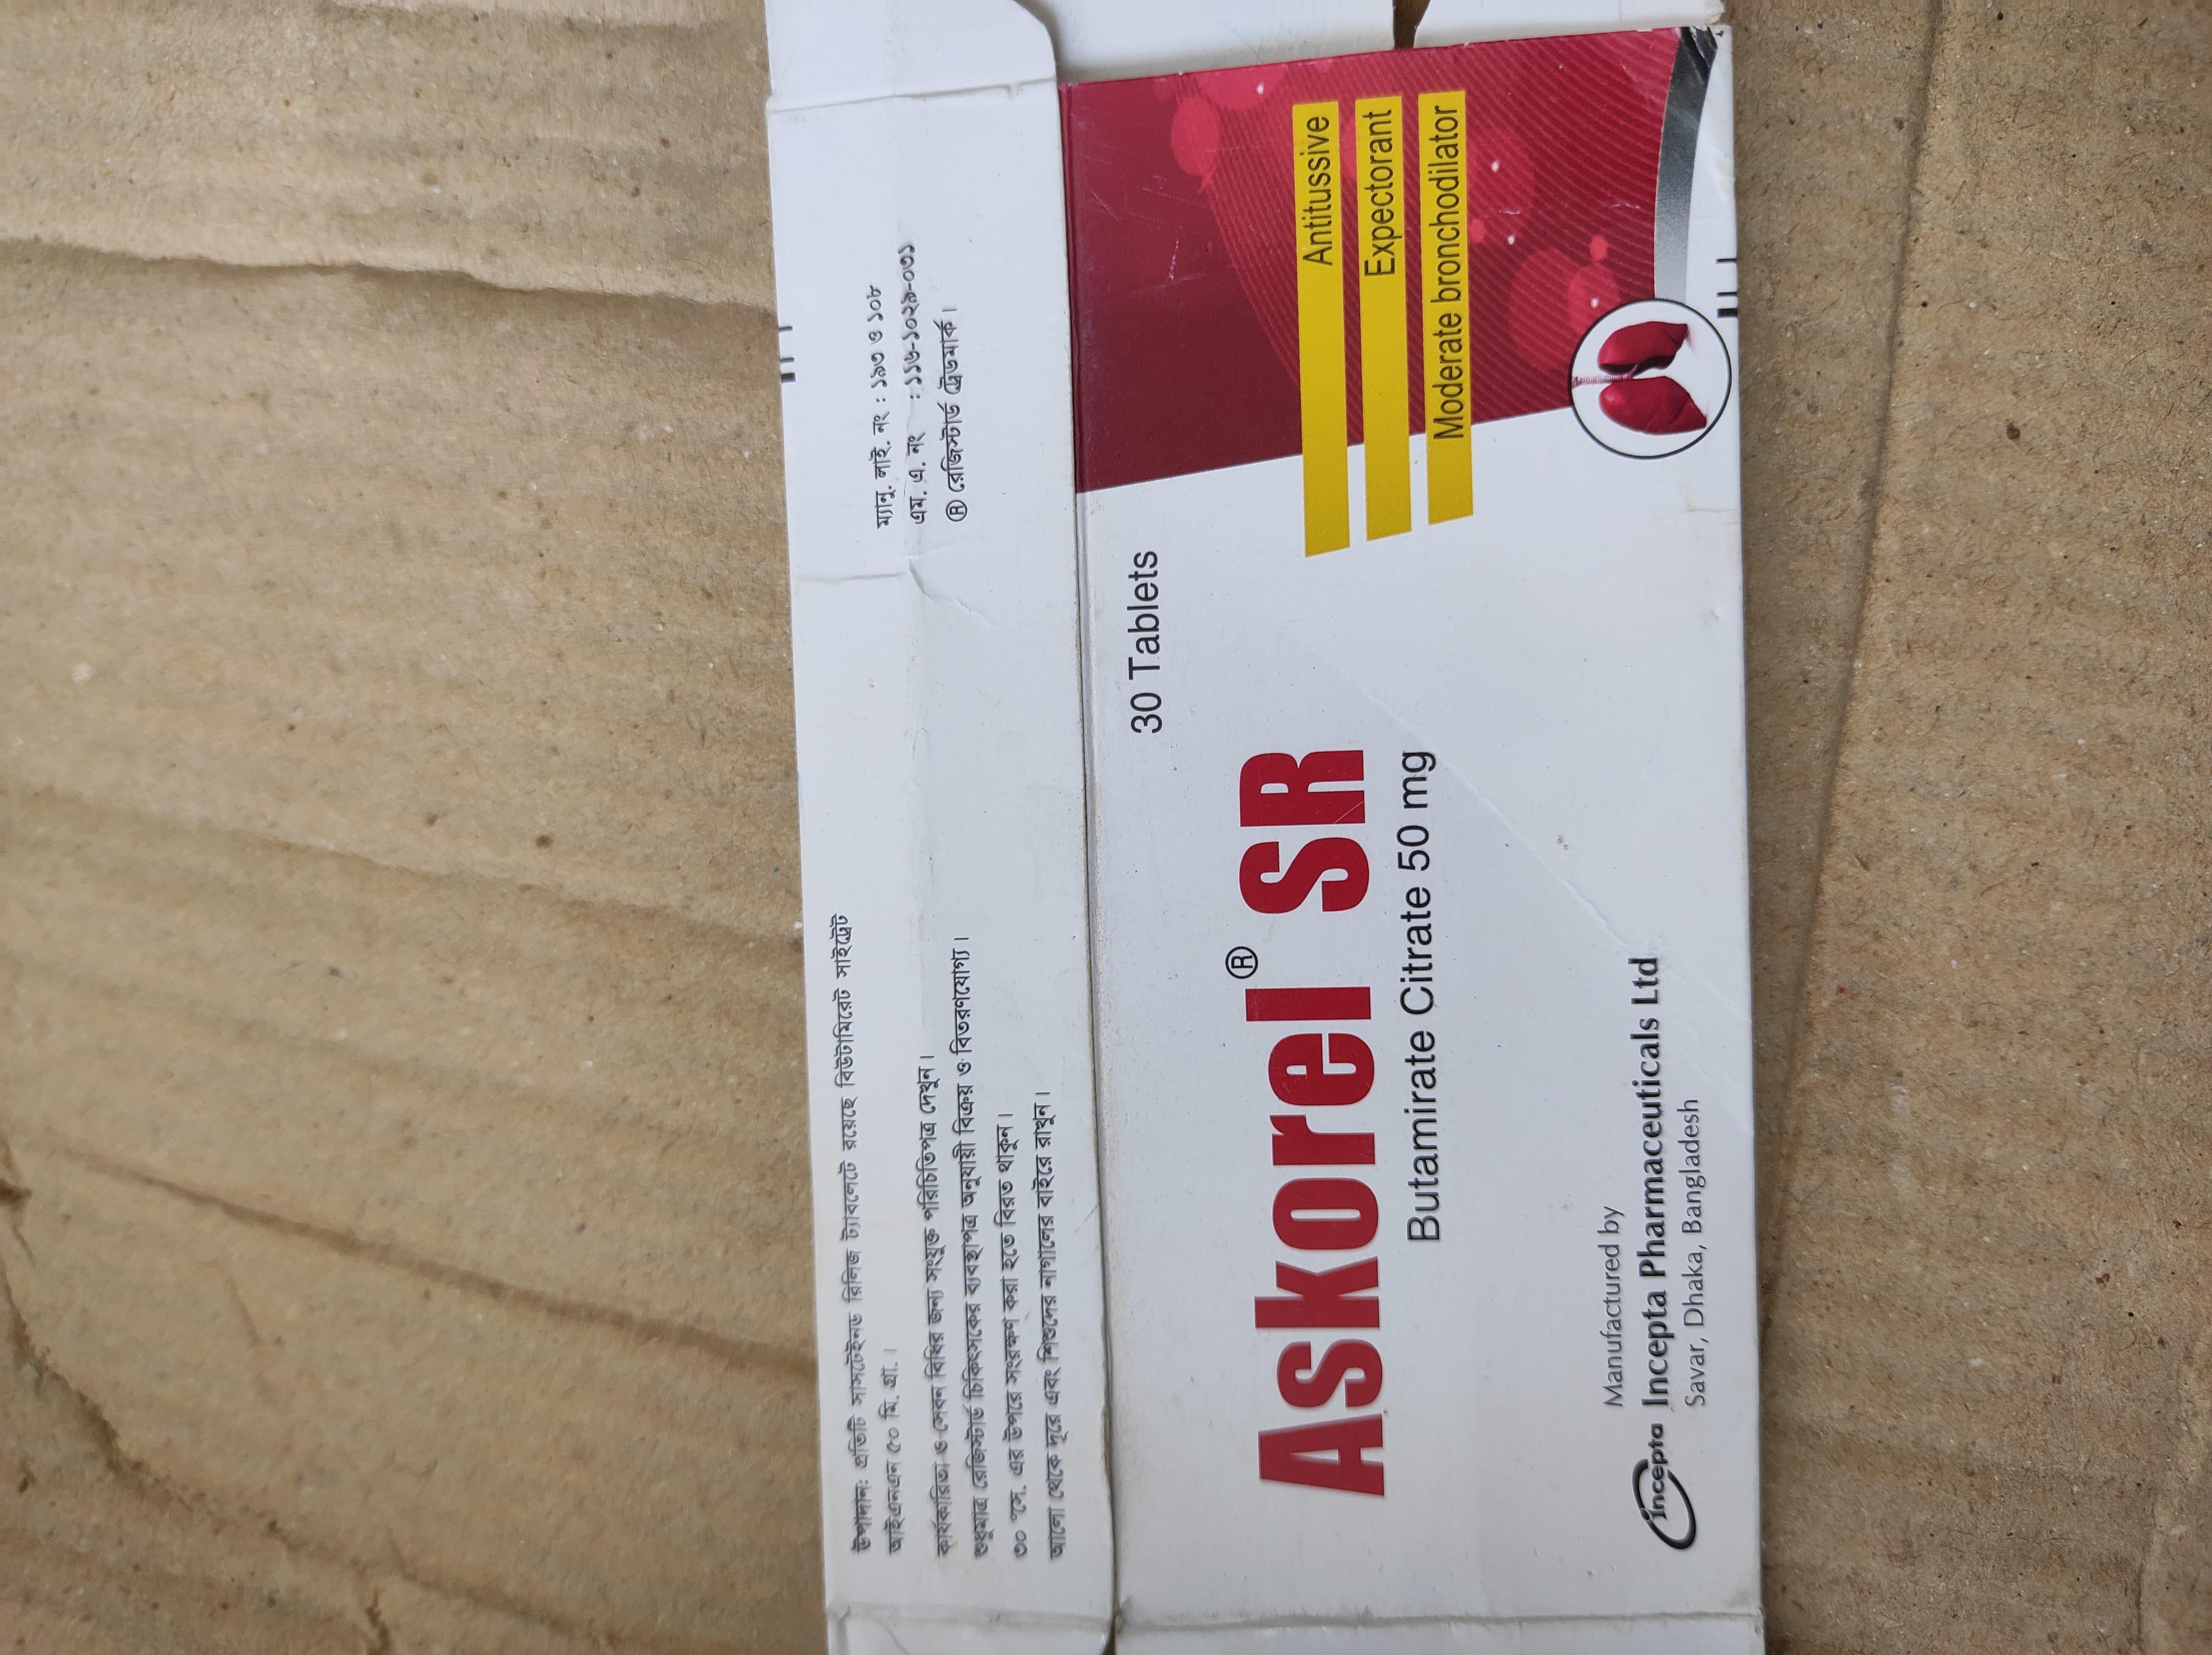 উপাদান: প্রতিটি সাসটেইনড রিলিজ ট্যাবলেটে রয়েছে বিউটামিরেট সাইট্রেট
আইএনএন ৫০ মি. গ্রা. ।
কার্যকারিতা ও সেবন বিধির জন্য সংযুক্ত পরিচিতিপত্র দেখুন।
শুধুমাত্র রেজিস্টার্ড চিকিৎসকের ব্যবস্থাপত্র অনুযায়ী বিক্রয় ও বিতরণযোগ্য।
৩০ °সে. এর উপরে সংরক্ষণ করা হতে বিরত থাকুন।
আলো থেকে দূরে এবং শিশুদের নাগালের বাইরে রাখুন।
ম্যানু. লাই. নং : ১৯৩ ও ১০৮
এম. এ. নং : ১১৬-১০২৯-০৩১
® রেজিস্টার্ড ট্রেডমার্ক।
30 Tablets
Askorel® SR
Butamirate Citrate 50 mg
Antitussive
Expectorant
Moderate bronchodilator
Manufactured by
Incepta Incepta Pharmaceuticals Ltd
Savar, Dhaka, Bangladesh